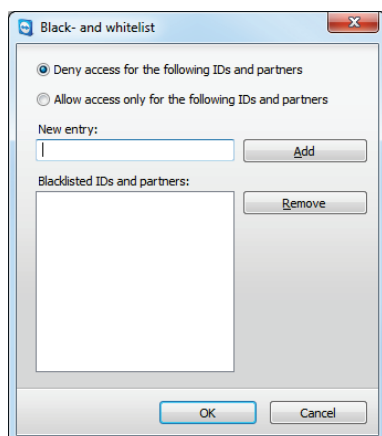 Black- and whitelist
Deny access for the following IDs and partners
Allow access only for the following IDs and partners
New entry:
Add
Blacklisted IDs and partners:
Remove
OK Cancel